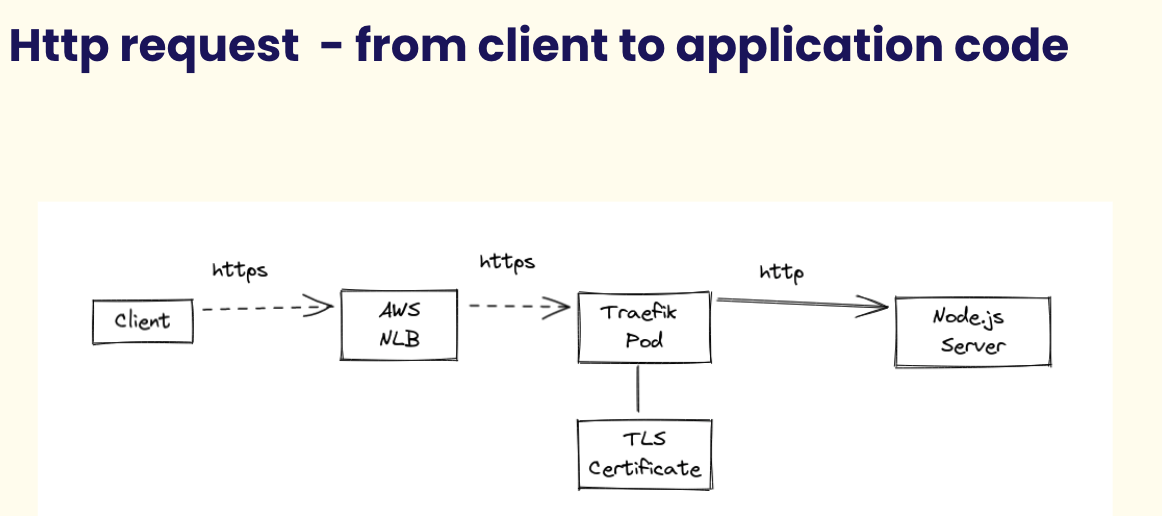 Http request - from client to application code
https
https
http
Client
AWS
NLB
Traefik
Pod
Node.js
Server
TLS
Certificate